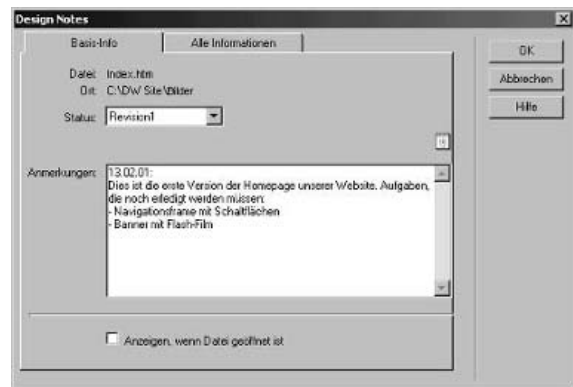 Design Notes
Basis-Info
Alle Informationen
OK
Abbrechen
Hilfe
Datei: Index.htm
Ort: C:\DW Site\Bilder
Status: Revision1
Anmerkungen:
13.02.01:
Dies ist die erste Version der Homepage unserer Website. Aufgaben,
die noch erledigt werden müssen:
- Navigationsframe mit Schaltflächen
- Banner mit Flash-Film
Anzeigen, wenn Datei geöffnet ist